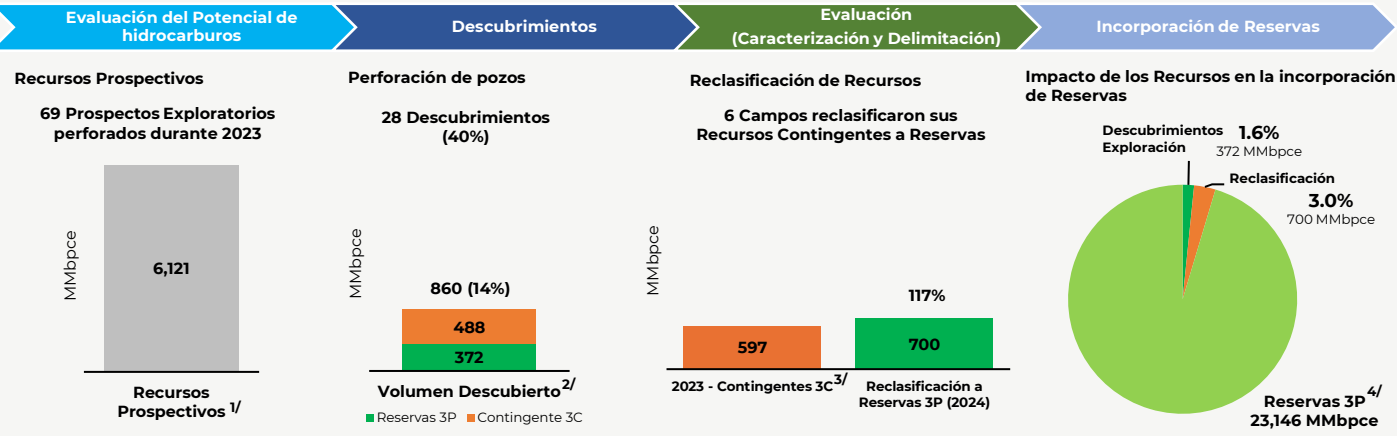 Evaluación del Potencial de
hidrocarburos
Descubrimientos
Evaluación
(Caracterización y Delimitación)
Incorporación de Reservas
Recursos Prospectivos
69 Prospectos Exploratorios
perforados durante 2023
MMbpce
6,121
Recursos
Prospectivos 1/
Perforación de pozos
28 Descubrimientos
(40%)
MMbpce
860 (14%)
488
372
Volumen Descubierto 2/
Reservas 3P Contingente 3C
Reclasificación de Recursos
6 Campos reclasificaron sus
Recursos Contingentes a Reservas
MMbpce
597
2023 - Contingentes 3C 3/
117%
700
Reclasificación a
Reservas 3P (2024)
Impacto de los Recursos en la incorporación
de Reservas
Descubrimientos
Exploración
1.6%
372 MMbpce
Reclasificación
3.0%
700 MMbpce
Reservas 3P 4/
23,146 MMbpce